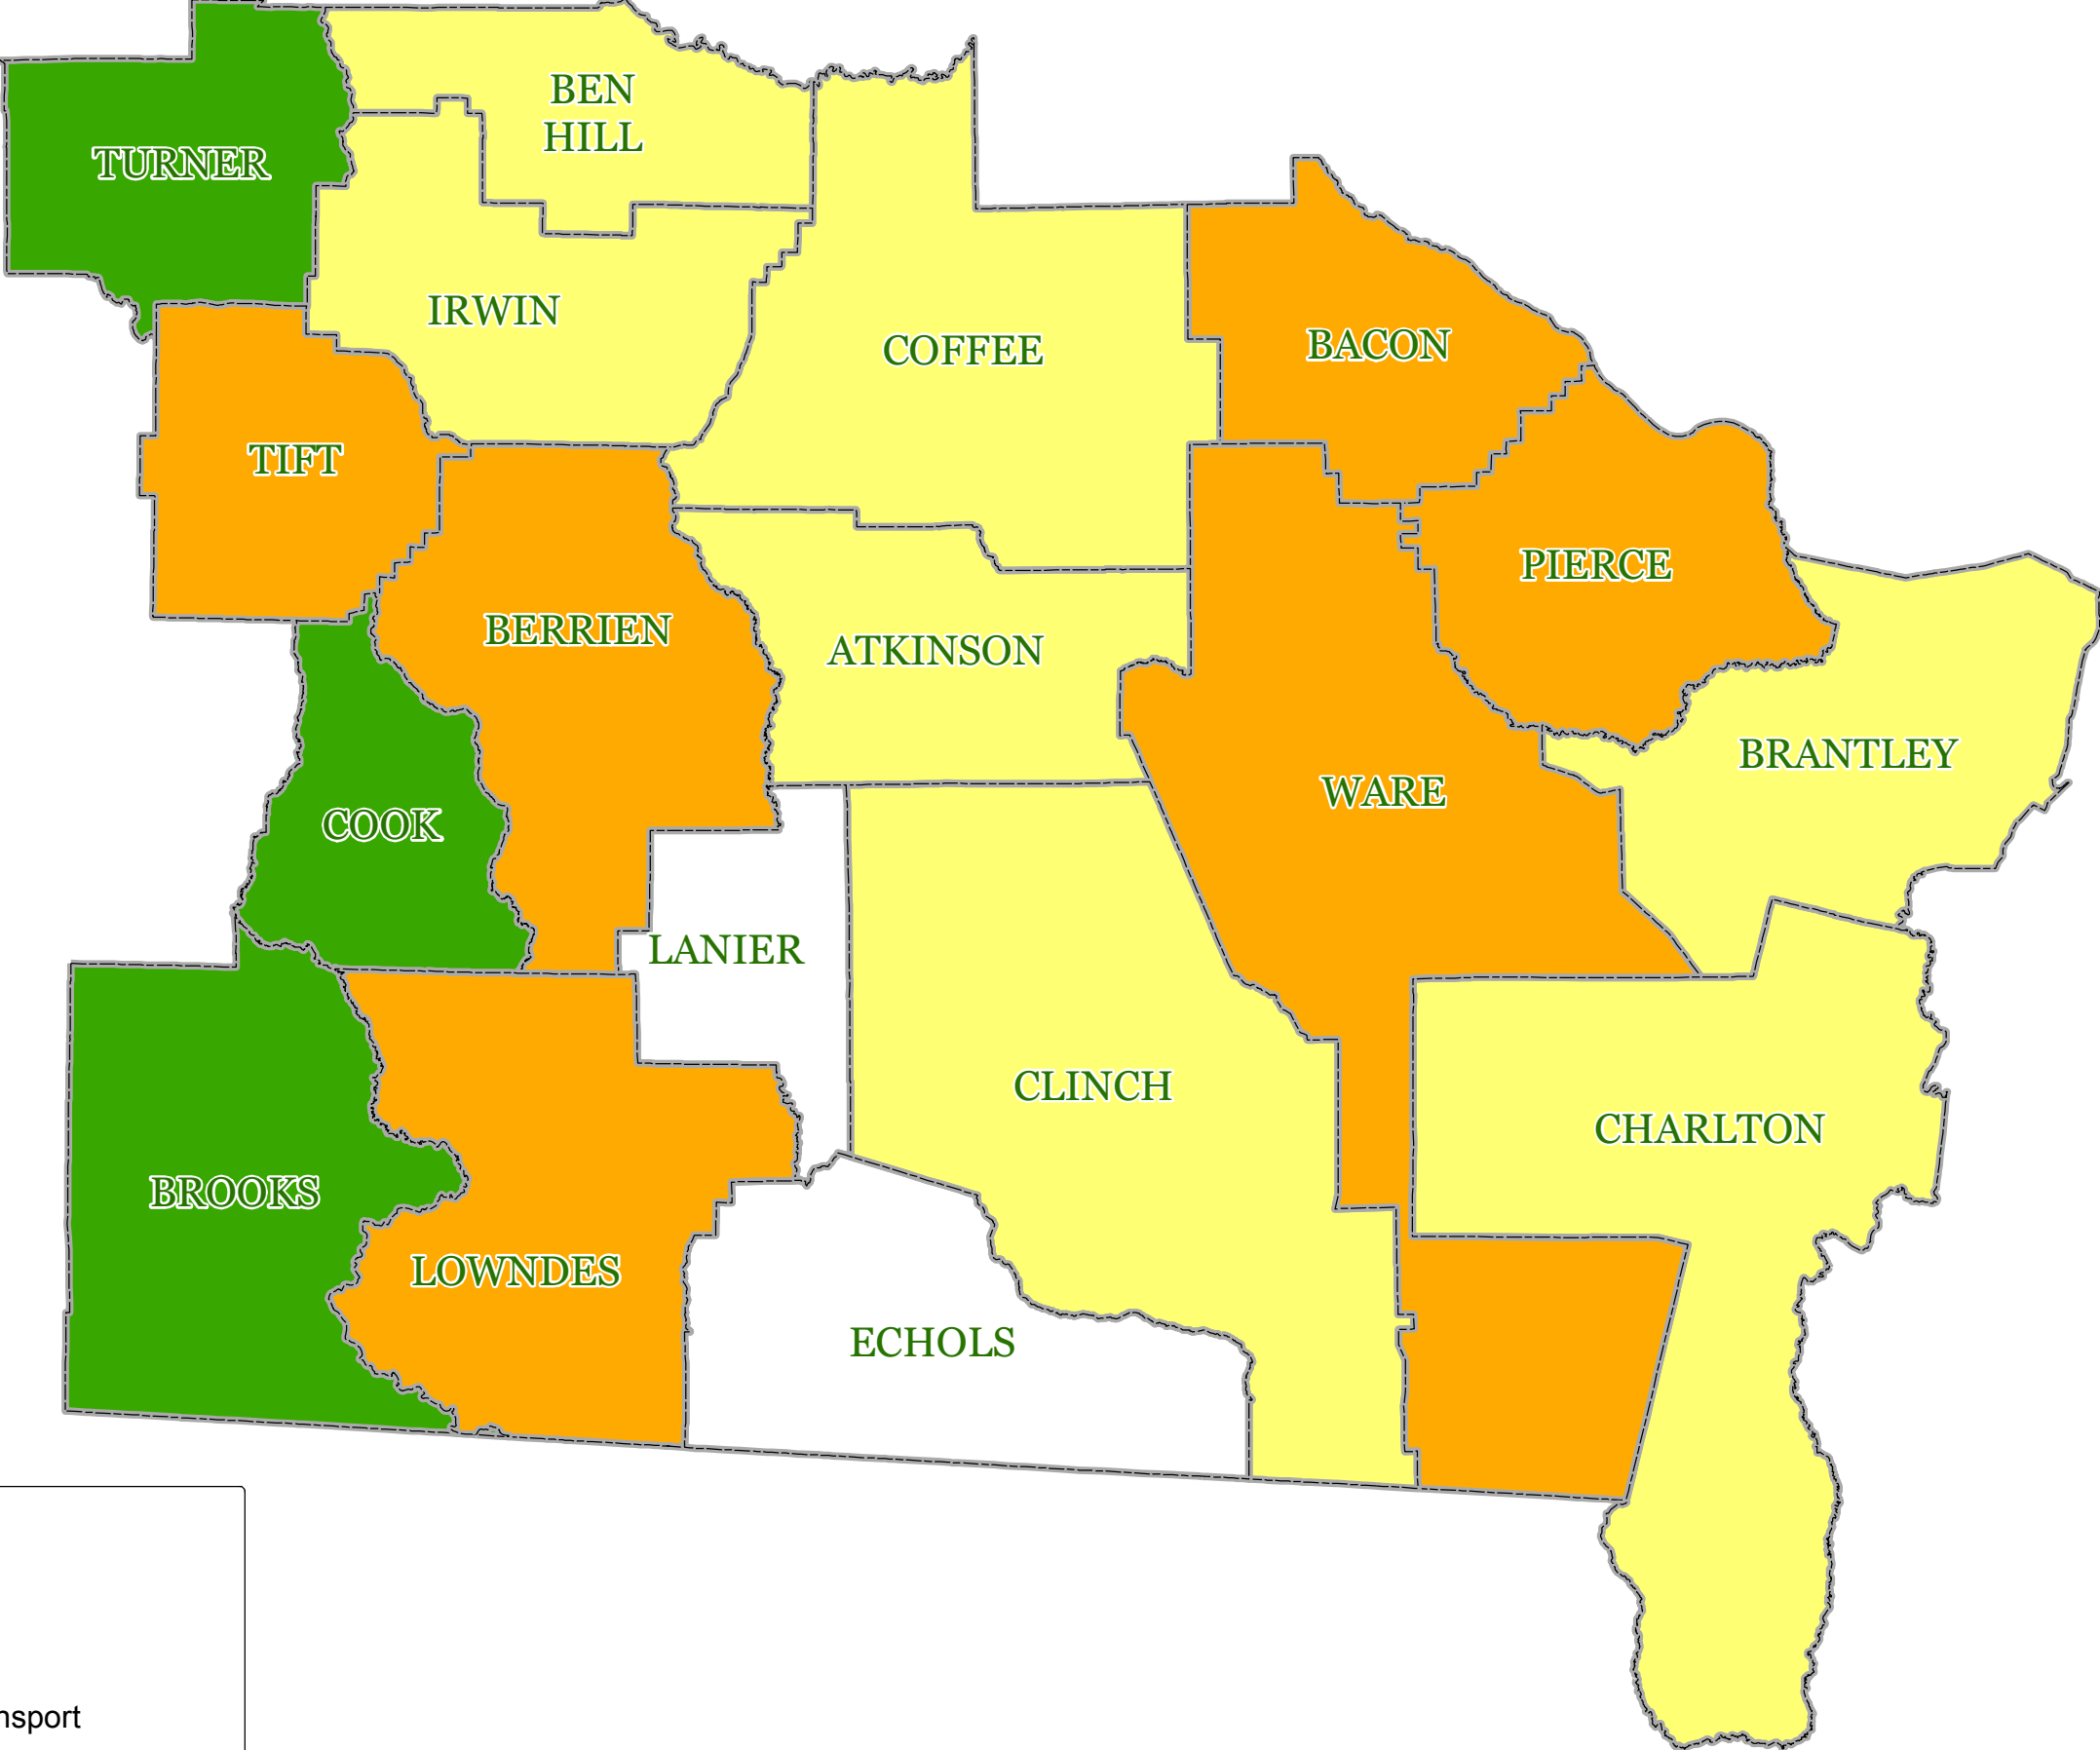 BEN
HILL
TURNER
IRWIN
COFFEE
BACON
TIFT
PIERCE
BERRIEN
ATKINSON
BRANTLEY
WARE
COOK
LANIER
CLINCH
CHARLTON
BROOKS
LOWNDES
ECHOLS
nsport